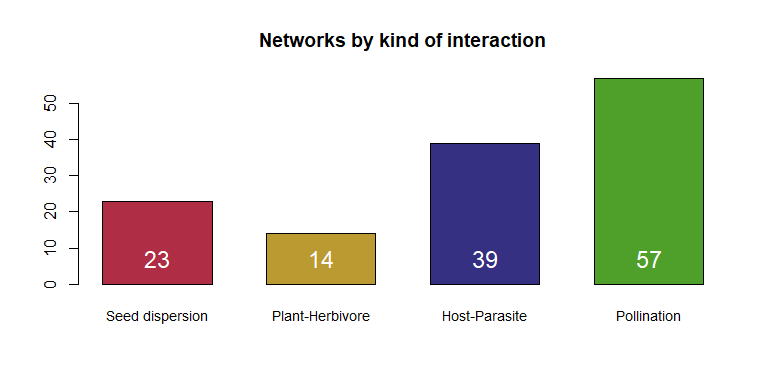 Networks by kind of interaction
50
40
30
20
10
0
23
14
39
57
Seed dispersion
Plant-Herbivore
Host-Parasite
Pollination